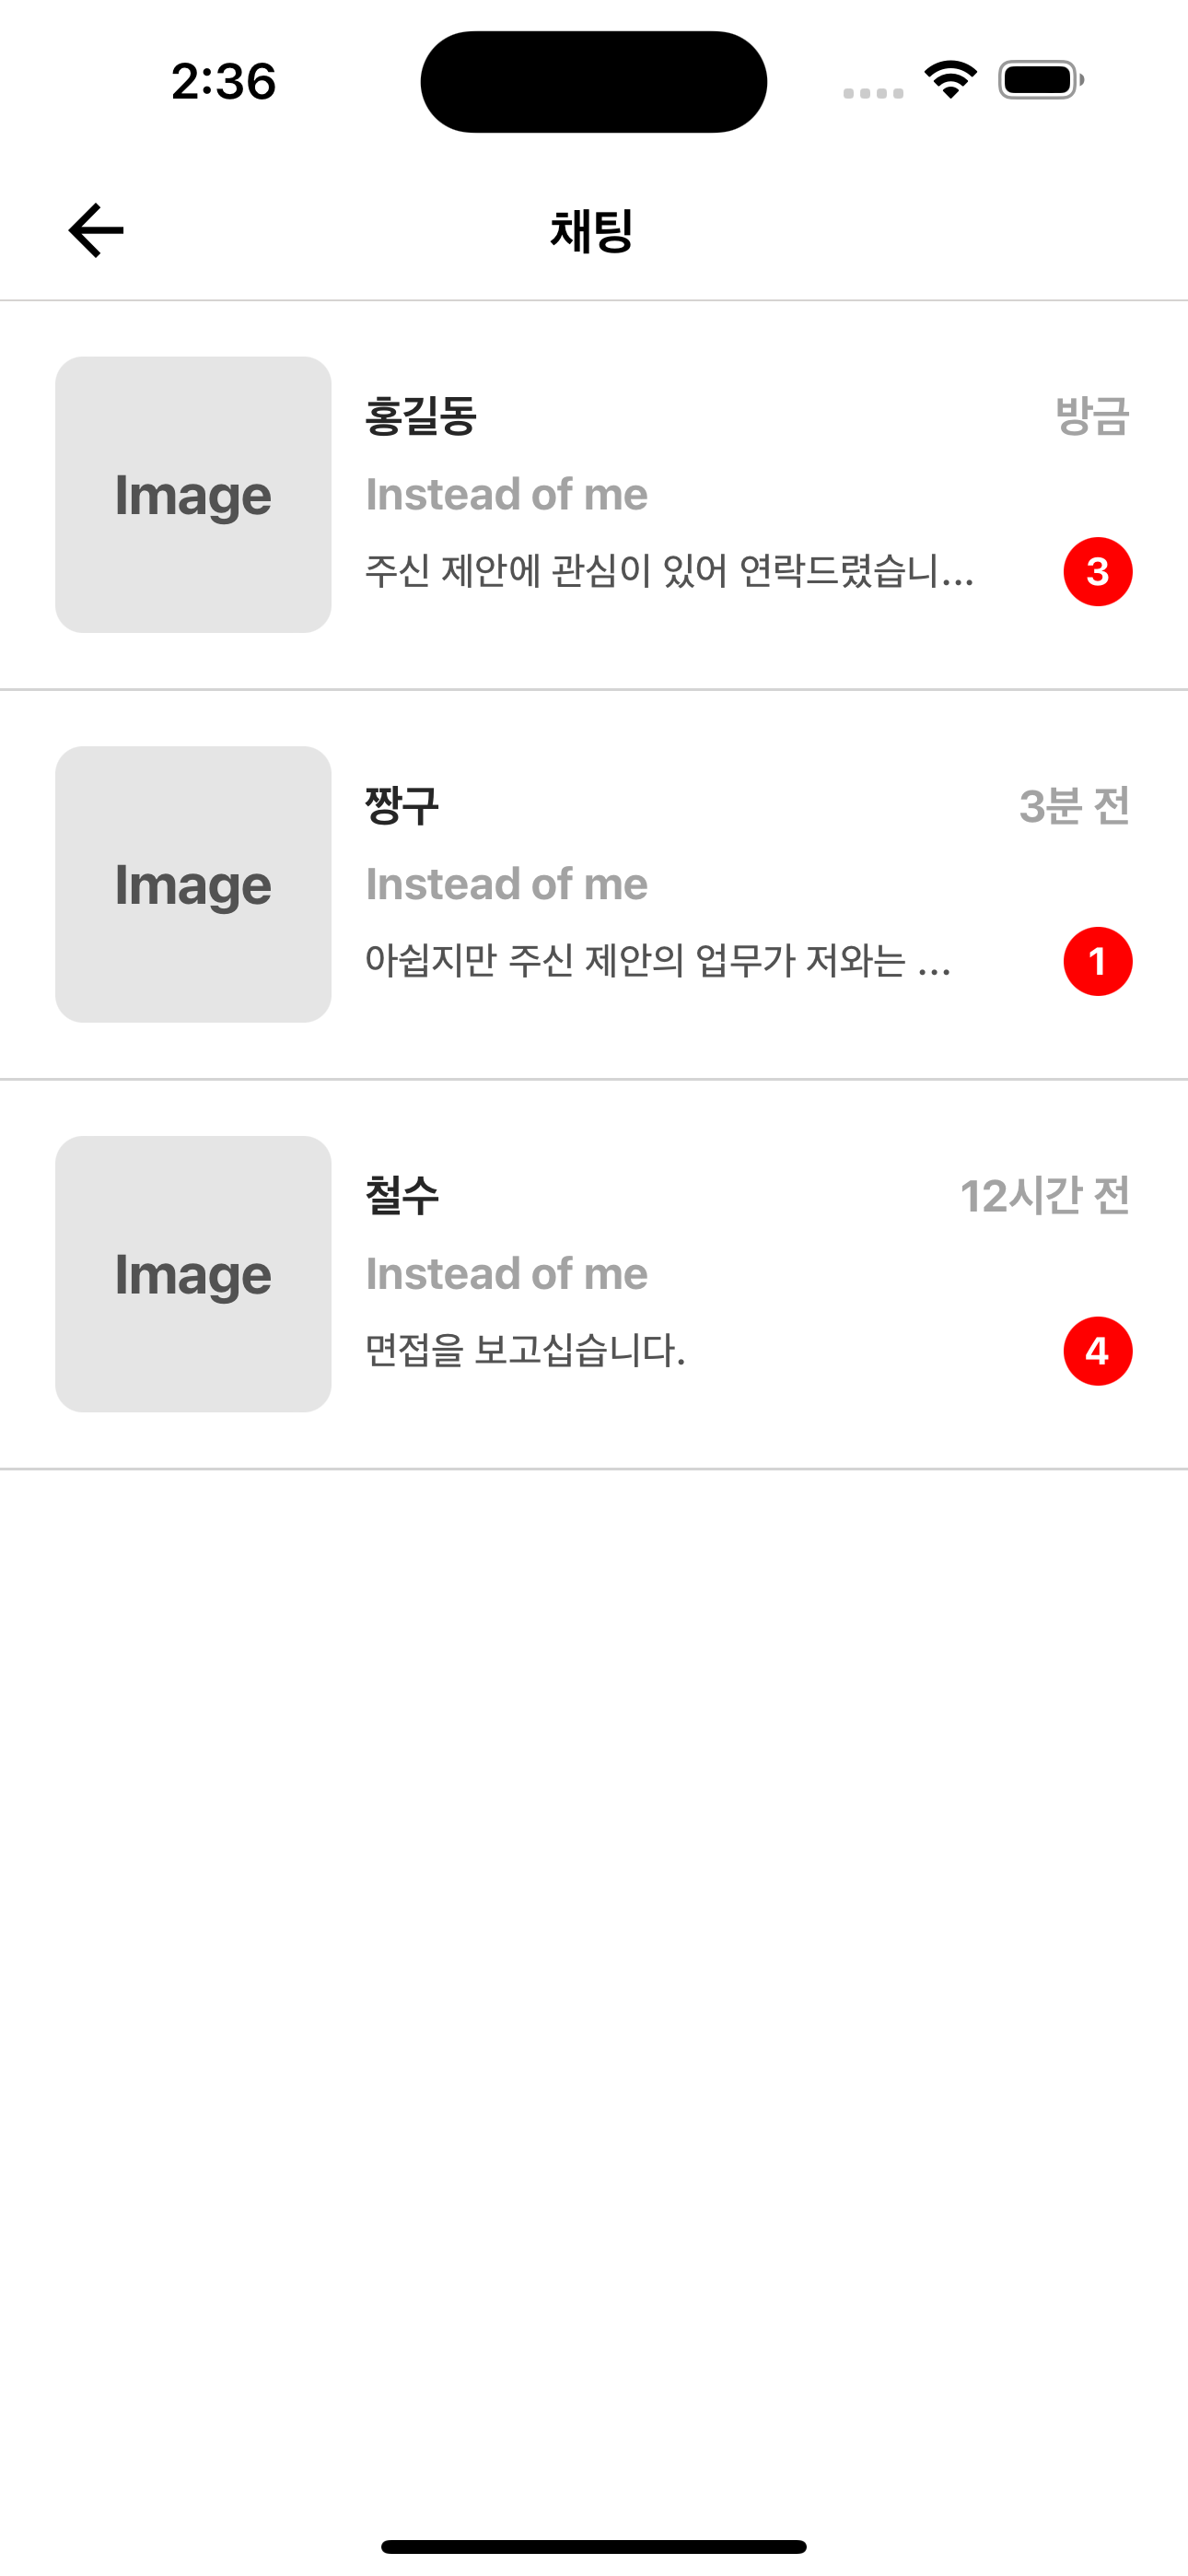 2:36
채팅
Image
홍길동
방금
Instead of me
주신 제안에 관심이 있어 연락드렸습니...
3
Image
짱구
3분 전
Instead of me
아쉽지만 주신 제안의 업무가 저와는 ...
1
Image
철수
12시간 전
Instead of me
면접을 보고십습니다.
4